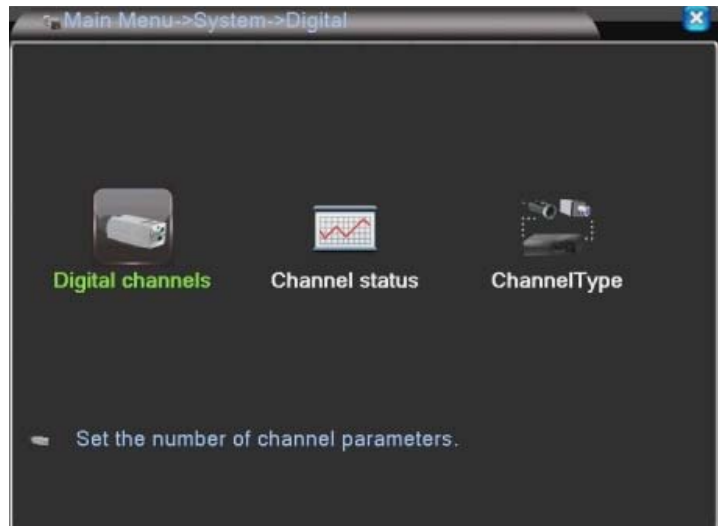 Main Menu->System->Digital
Digital channels
Channel status
ChannelType
Set the number of channel parameters.